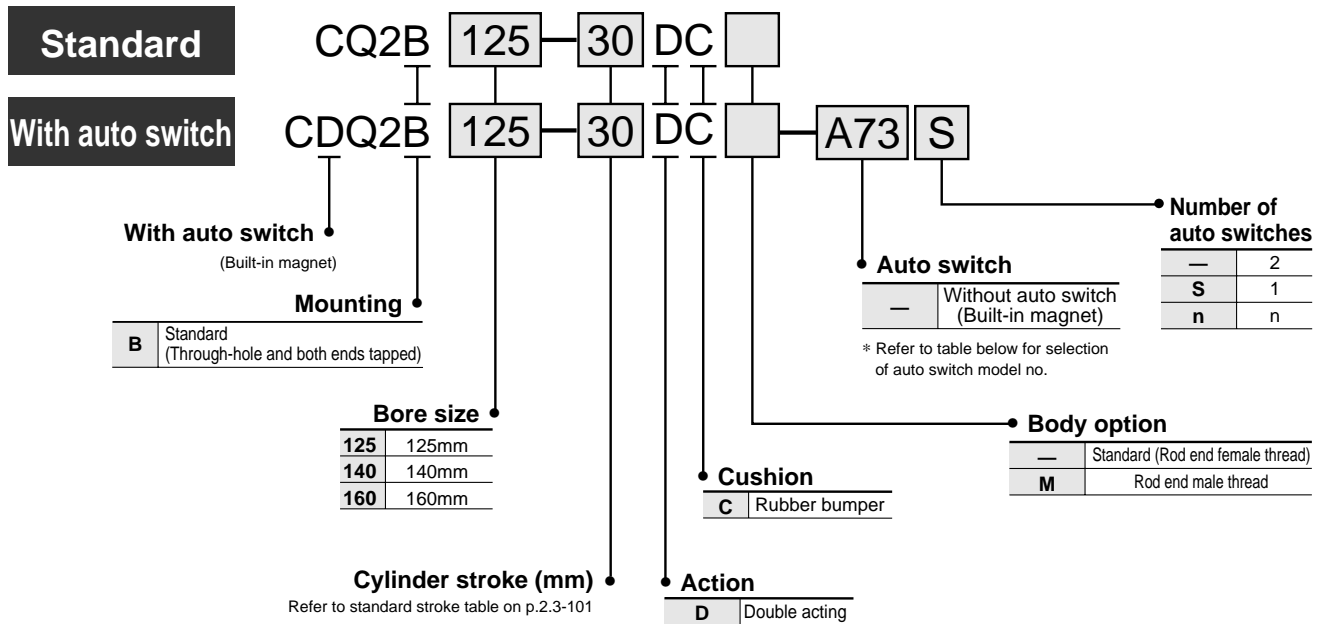 Standard
CQ2B 125 — 30 DC
With auto switch
CDQ2B 125 — 30 DC — A73 S
With auto switch
(Built-in magnet)
Mounting
B Standard
(Through-hole and both ends tapped)
Bore size
125 125mm
140 140mm
160 160mm
Cylinder stroke (mm)
Refer to standard stroke table on p.2.3-101
Action
D Double acting
Cushion
C Rubber bumper
Auto switch
— Without auto switch
(Built-in magnet)
* Refer to table below for selection
of auto switch model no.
Number of
auto switches
— 2
S 1
n n
Body option
— Standard (Rod end female thread)
M Rod end male thread